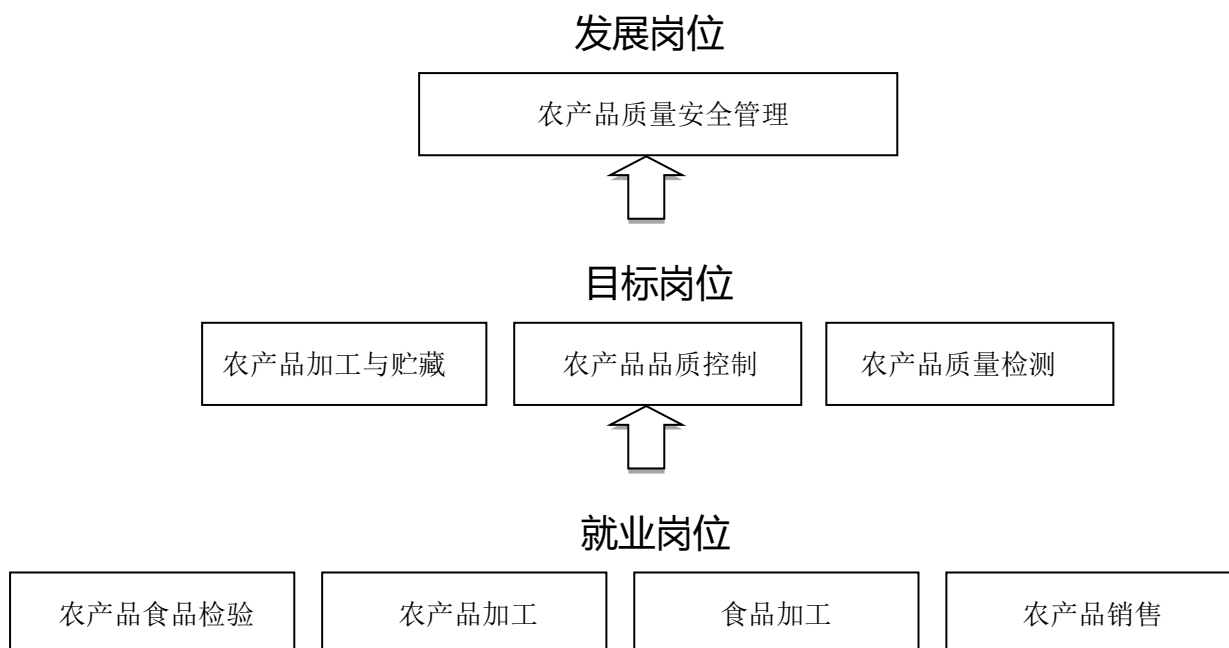 发展岗位
农产品质量安全管理
目标岗位
农产品加工与贮藏
农产品品质控制
农产品质量检测
就业岗位
农产品食品检验
农产品加工
食品加工
农产品销售